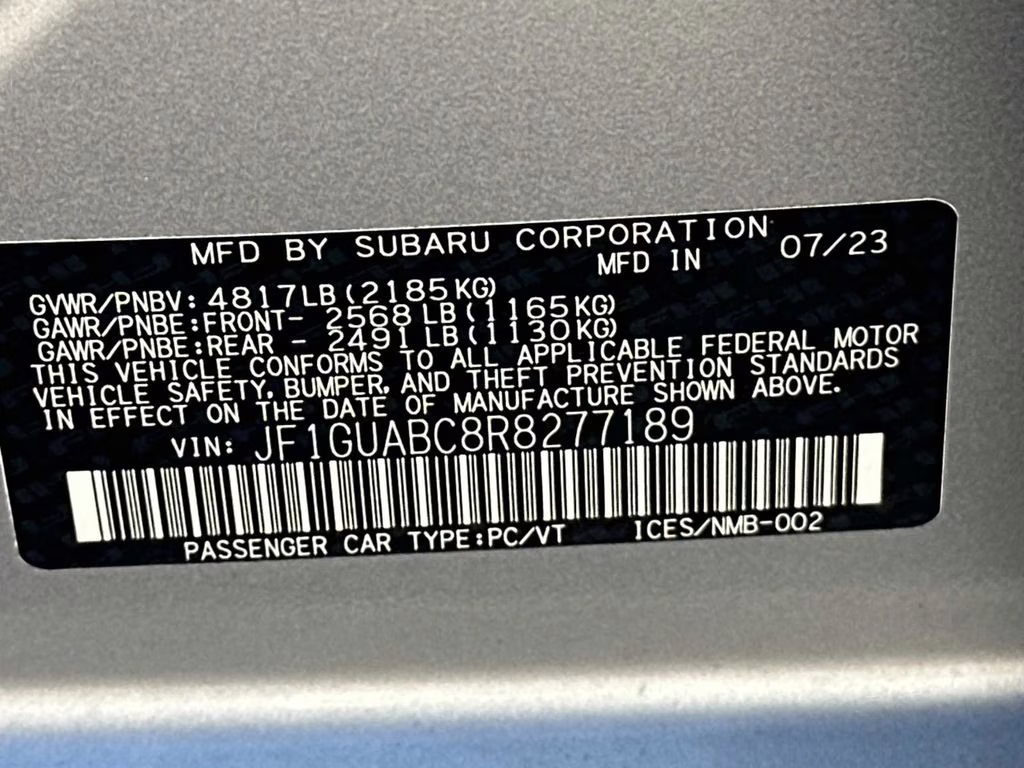 MFD BY SUBARU CORPORATION
MFD IN 07/23
GVWR/PNBV: 4817LB(2185KG)
GAWR/PNBE:FRONT- 2568LB(1165KG)
GAWR/PNBE:REAR - 2491LB(1130KG)
THIS VEHICLE CONFORMS TO ALL APPLICABLE FEDERAL MOTOR
VEHICLE SAFETY, BUMPER, AND THEFT PREVENTION STANDARDS
IN EFFECT ON THE DATE OF MANUFACTURE SHOWN ABOVE.
VIN: JF1GUABC8R8277189
PASSENGER CAR TYPE:PC/VT ICES/NMB-002